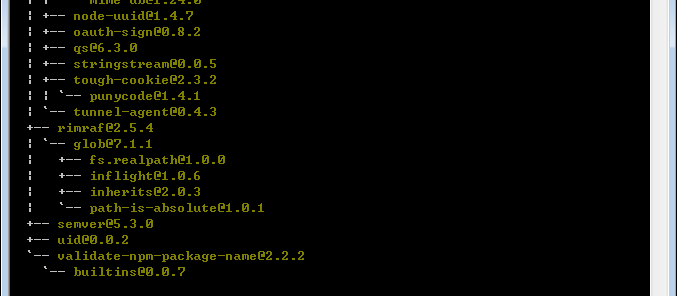 ¦ ¦ `-- mime-db@1.24.0
¦ +-- node-uuid@1.4.7
¦ +-- oauth-sign@0.8.2
¦ +-- qs@6.3.0
¦ +-- stringstream@0.0.5
¦ +-- tough-cookie@2.3.2
¦ ¦ `-- punycode@1.4.1
¦ `-- tunnel-agent@0.4.3
+-- rimraf@2.5.4
¦ `-- glob@7.1.1
¦   +-- fs.realpath@1.0.0
¦   +-- inflight@1.0.6
¦   +-- inherits@2.0.3
¦   `-- path-is-absolute@1.0.1
+-- semver@5.3.0
+-- uid@0.0.2
`-- validate-npm-package-name@2.2.2
  `-- builtins@0.0.7